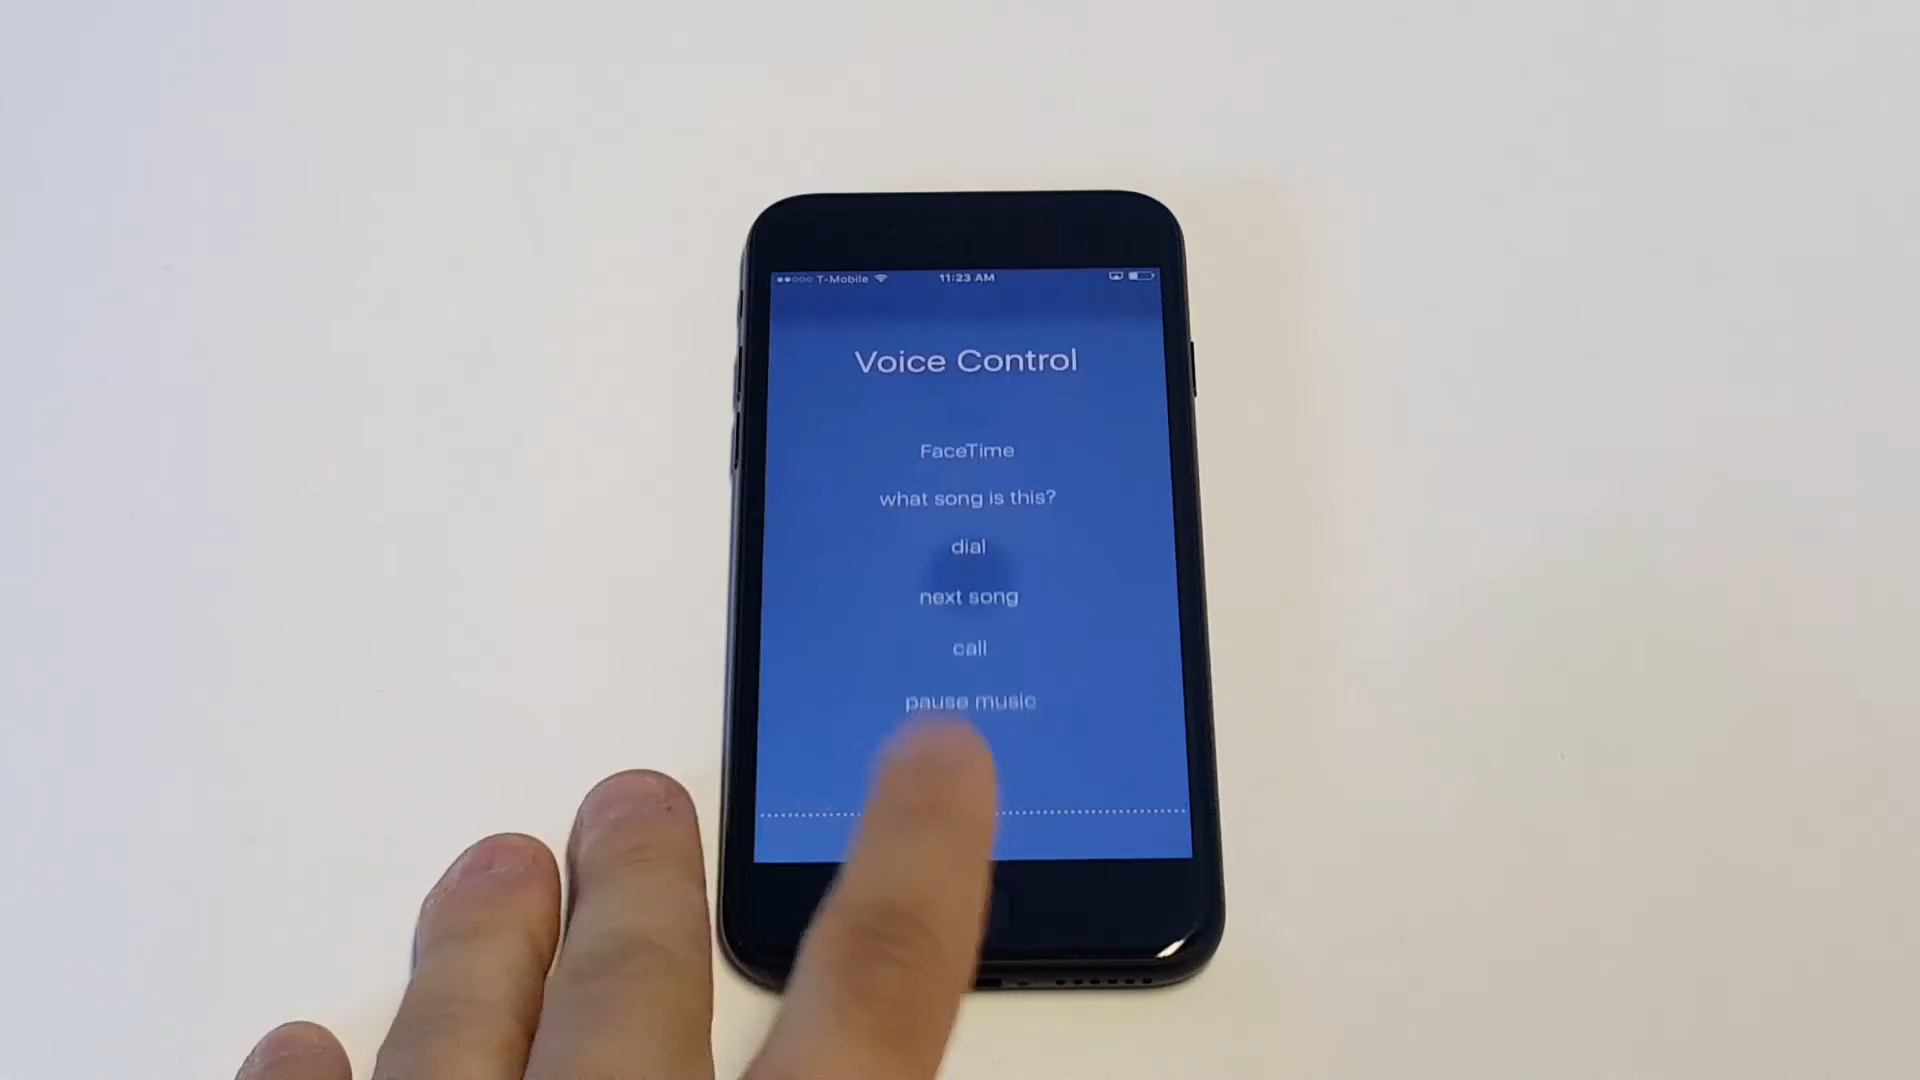 T-Mobile 11:23 AM
Voice Control
FaceTime
what song is this?
dial
next song
call
pause music